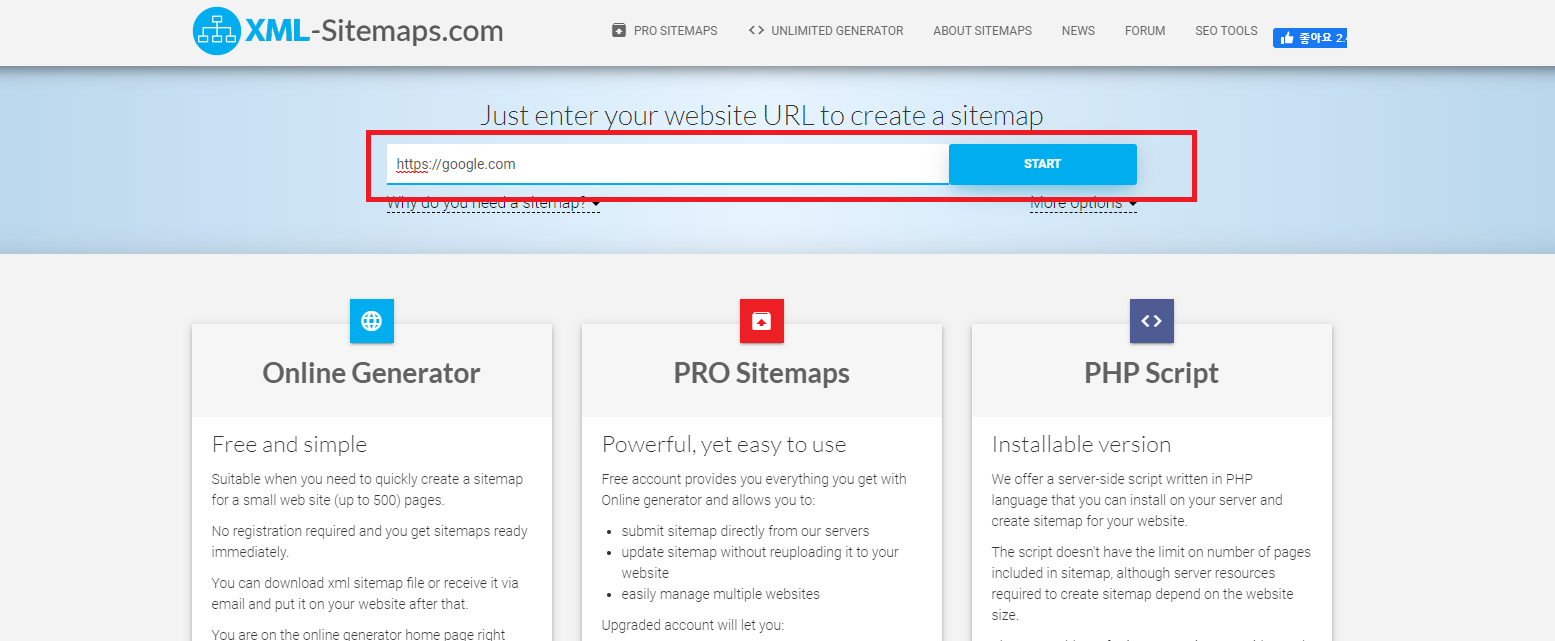 XML-Sitemaps.com
PRO SITEMAPS
UNLIMITED GENERATOR
ABOUT SITEMAPS
NEWS
FORUM
SEO TOOLS
좋아요 2.
Just enter your website URL to create a sitemap
https://google.com
START
Why do you need a sitemap?
More options
Online Generator
Free and simple
Suitable when you need to quickly create a sitemap
for a small web site (up to 500) pages.
No registration required and you get sitemaps ready
immediately.
You can download xml sitemap file or receive it via
email and put it on your website after that.
You are on the online generator home page right
PRO Sitemaps
Powerful, yet easy to use
Free account provides you everything you get with
Online generator and allows you to:
• submit sitemap directly from our servers
• update sitemap without reuploading it to your
website
• easily manage multiple websites
Upgraded account will let you:
PHP Script
Installable version
We offer a server-side script written in PHP
language that you can install on your server and
create sitemap for your website.
The script doesn't have the limit on number of pages
included in sitemap, although server resources
required to create sitemap depend on the website
size.